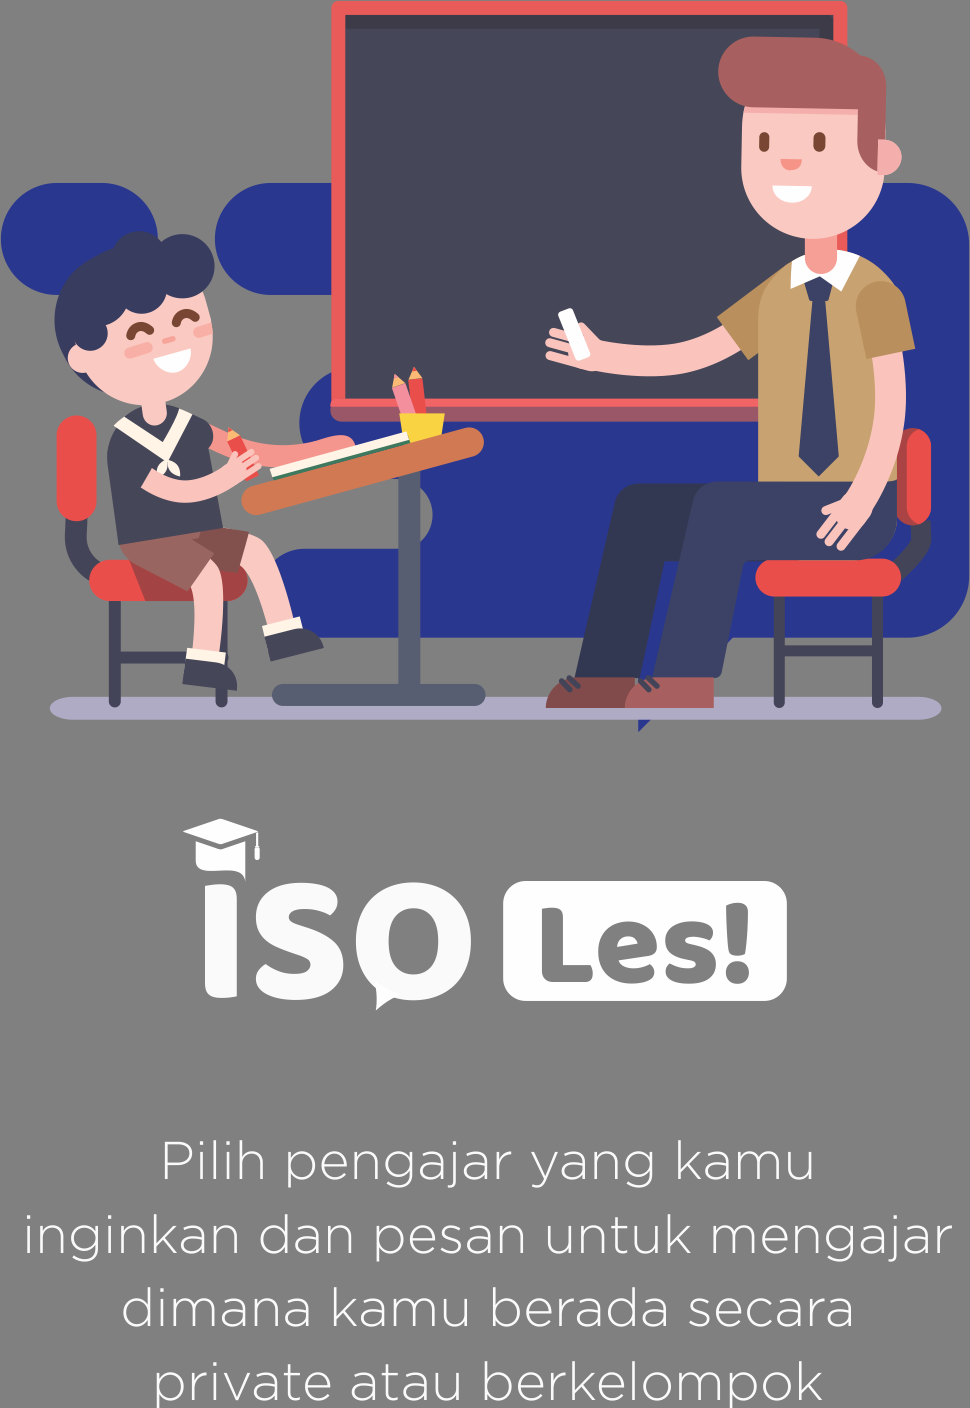 iso Les!
Pilih pengajar yang kamu
inginkan dan pesan untuk mengajar
dimana kamu berada secara
private atau berkelompok